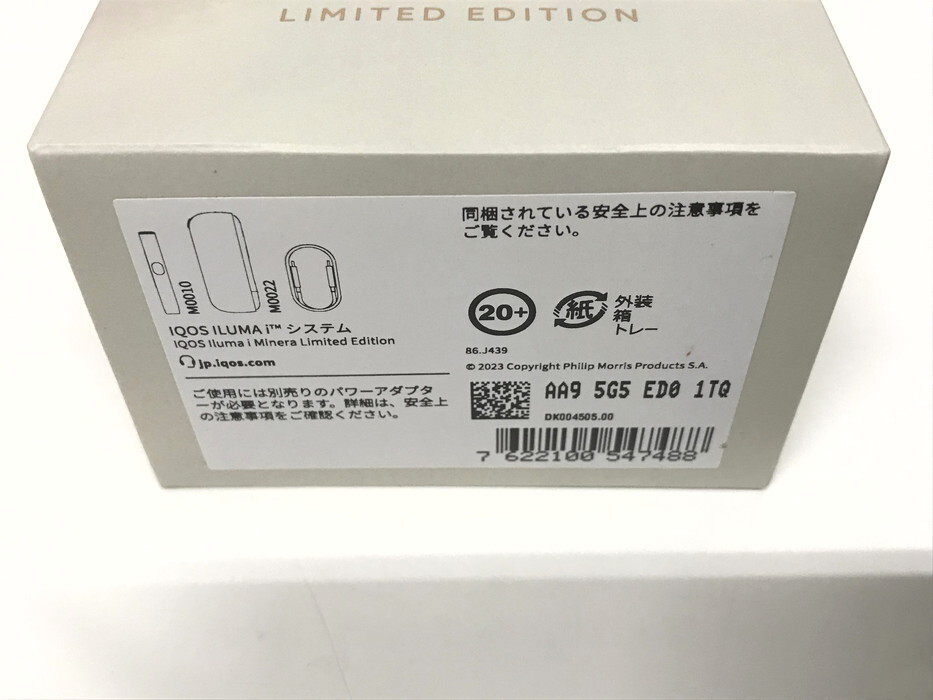 LIMITED EDITION
M0010
M0022
IQOS ILUMA i™ システム
IQOS Iluma i Minera Limited Edition
jp.iqos.com
ご使用には別売りのパワーアダプタ
ーが必要となります。詳細は、安全上
の注意事項をご確認ください。
同梱されている安全上の注意事項を
ご覧ください。
20+
紙
外装
箱
トレー
86.J439
© 2023 Copyright Philip Morris Products S.A.
AA9 5G5 ED0 1TQ
DK004505.00
7 622100 547488